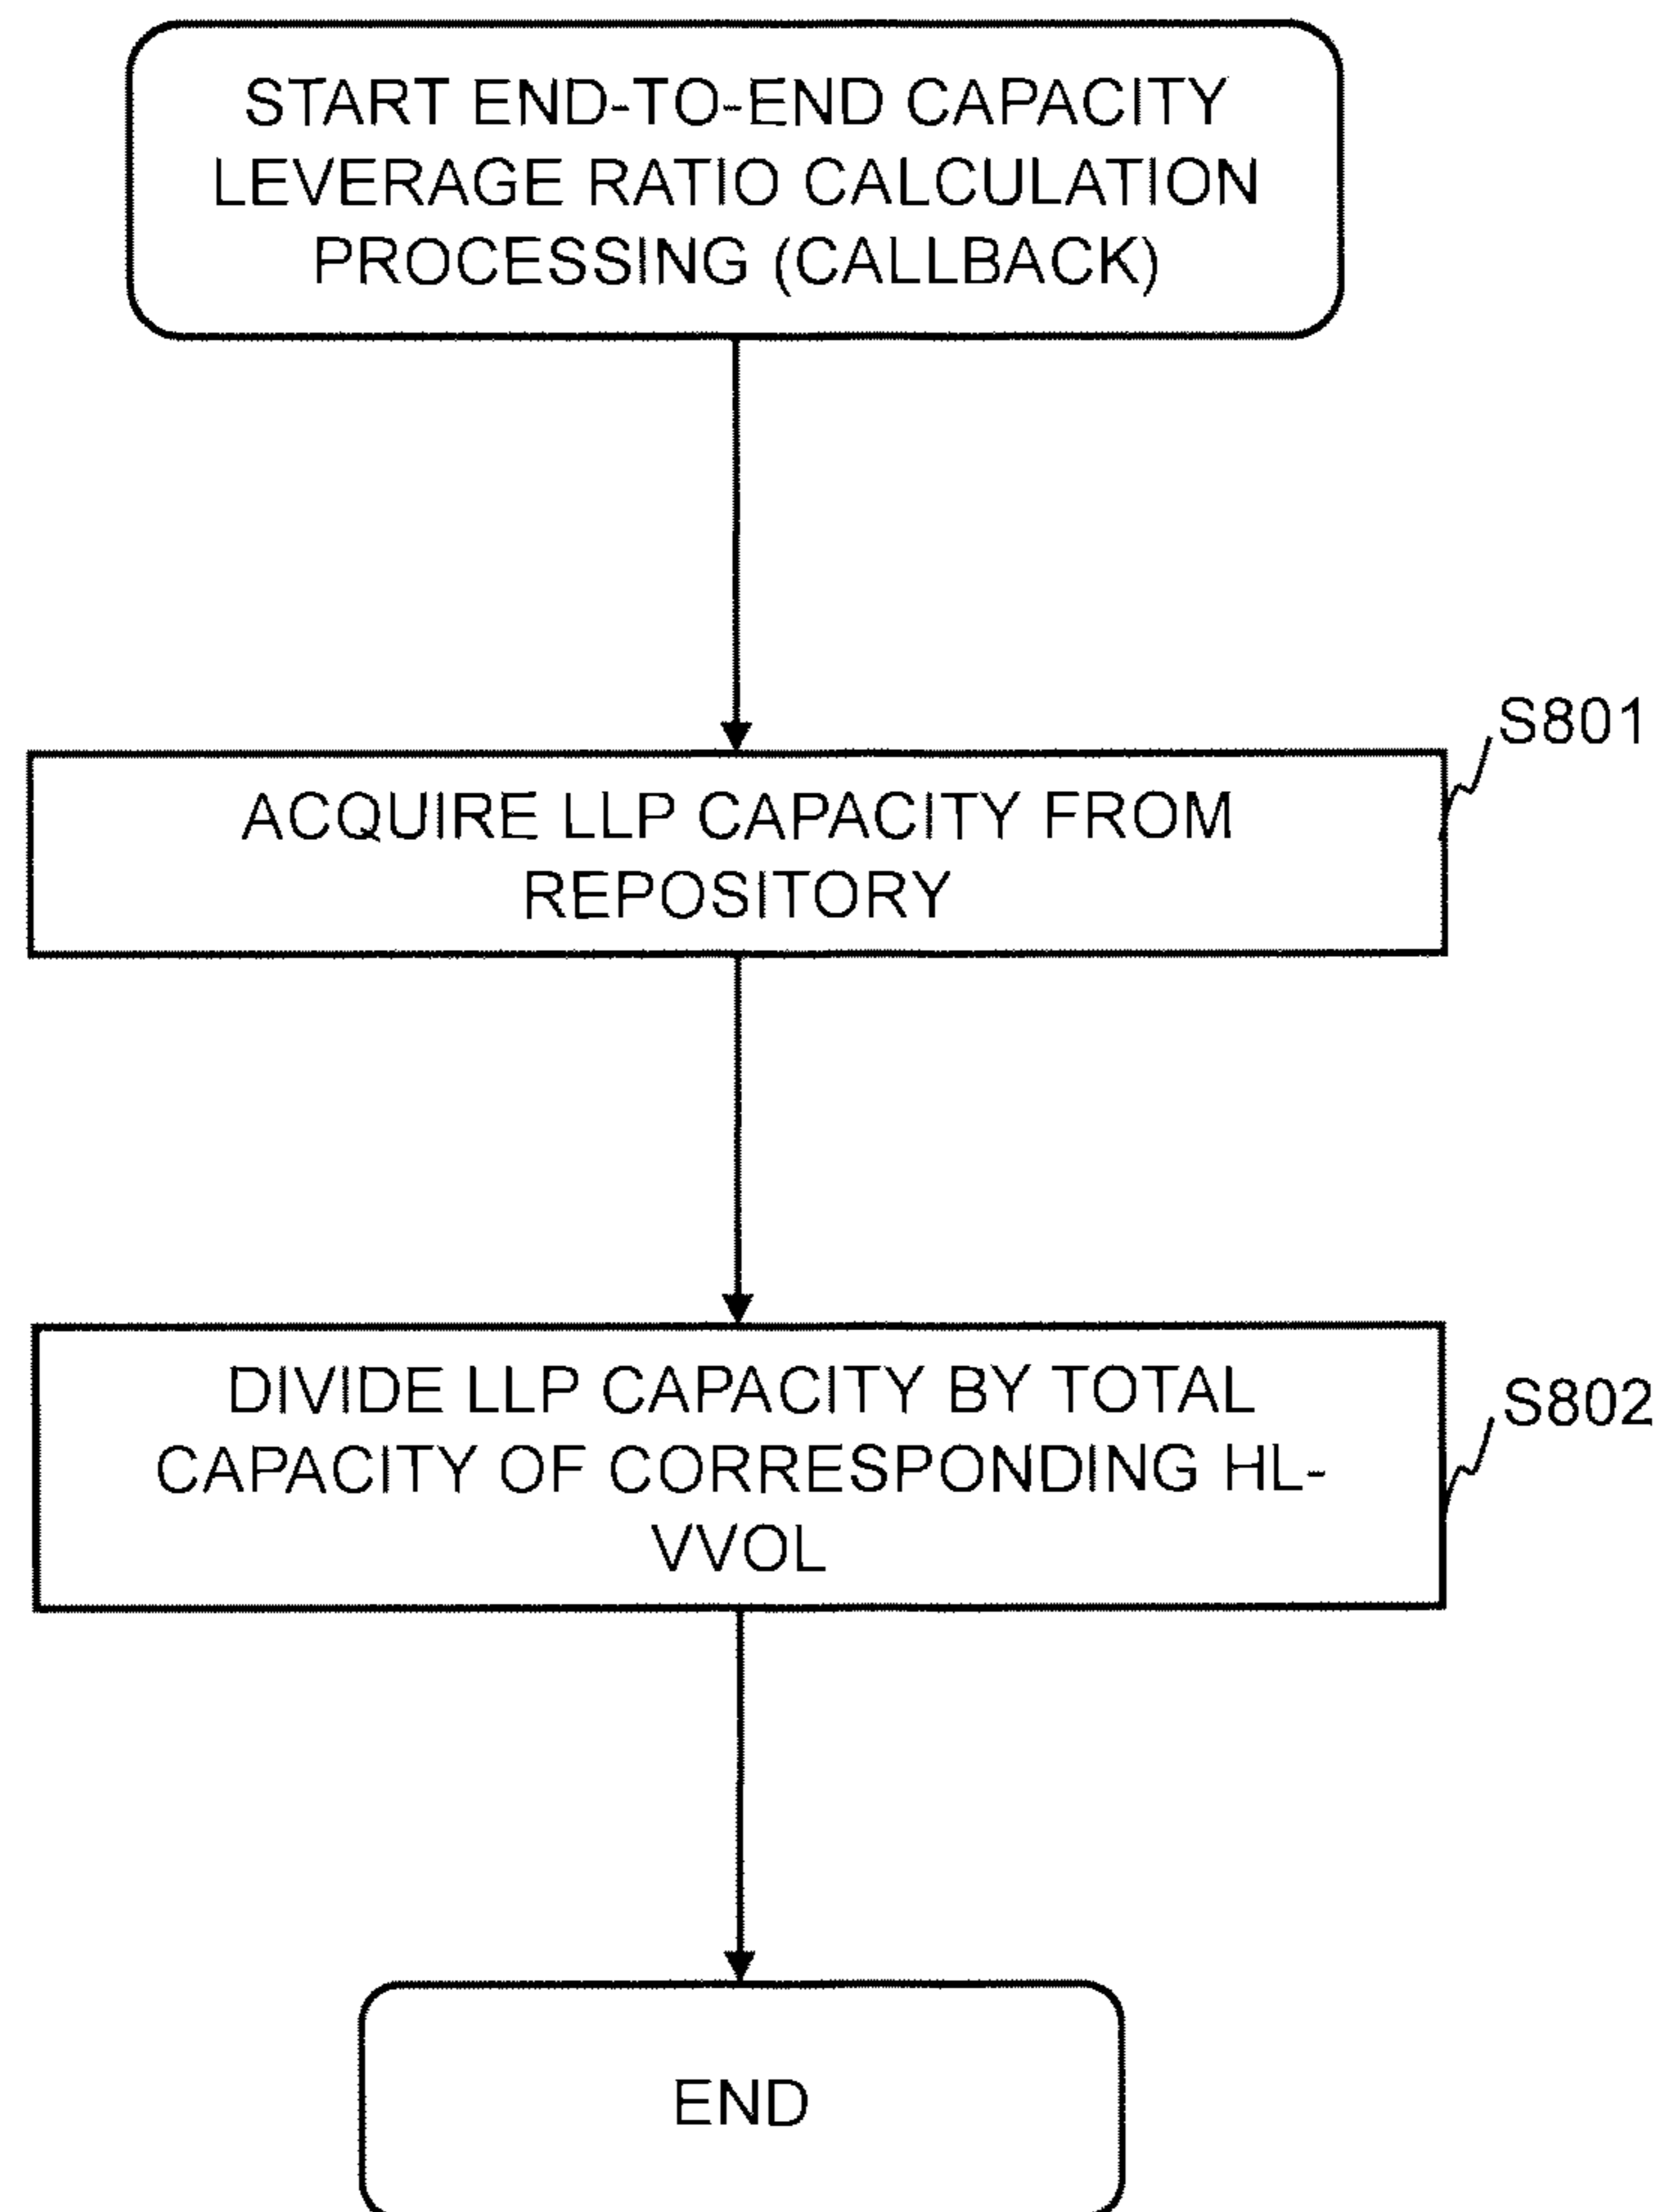 START END-TO-END CAPACITY
LEVERAGE RATIO CALCULATION
PROCESSING (CALLBACK)
S801
ACQUIRE LLP CAPACITY FROM
REPOSITORY
S802
DIVIDE LLP CAPACITY BY TOTAL
CAPACITY OF CORRESPONDING HL-
VVOL
END